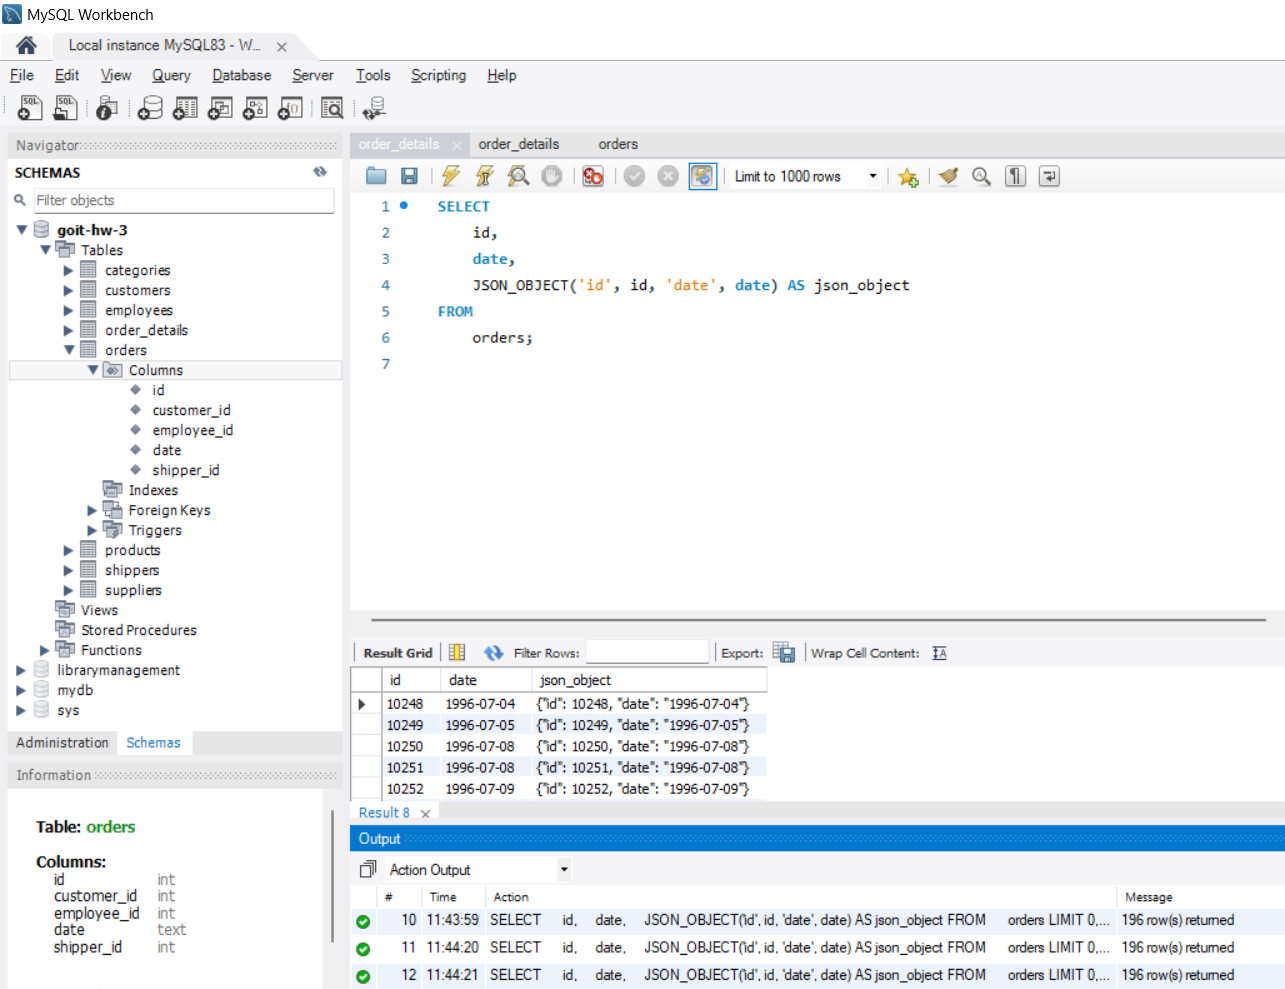 MySQL Workbench
Local instance MySQL83 - W...
File Edit View Query Database Server Tools Scripting Help
Navigator
SCHEMAS
Filter objects
goit-hw-3
Tables
categories
customers
employees
order_details
orders
Columns
id
customer_id
employee_id
date
shipper_id
Indexes
Foreign Keys
Triggers
products
shippers
suppliers
Views
Stored Procedures
Functions
librarymanagement
mydb
sys
Administration Schemas
Information
Table: orders
Columns:
id int
customer_id int
employee_id int
date text
shipper_id int
order_details order_details orders
Limit to 1000 rows
1 SELECT
2 id,
3 date,
4 JSON_OBJECT('id', id, 'date', date) AS json_object
5 FROM
6 orders;
7
Result Grid Filter Rows: Export: Wrap Cell Content:
id date json_object
10248 1996-07-04 {"id": 10248, "date": "1996-07-04"}
10249 1996-07-05 {"id": 10249, "date": "1996-07-05"}
10250 1996-07-08 {"id": 10250, "date": "1996-07-08"}
10251 1996-07-08 {"id": 10251, "date": "1996-07-08"}
10252 1996-07-09 {"id": 10252, "date": "1996-07-09"}
Result 8
Output
Action Output
# Time Action Message
10 11:43:59 SELECT id, date, JSON_OBJECT('id', id, 'date', date) AS json_object FROM orders LIMIT 0,... 196 row(s) returned
11 11:44:20 SELECT id, date, JSON_OBJECT('id', id, 'date', date) AS json_object FROM orders LIMIT 0,... 196 row(s) returned
12 11:44:21 SELECT id, date, JSON_OBJECT('id', id, 'date', date) AS json_object FROM orders LIMIT 0,... 196 row(s) returned